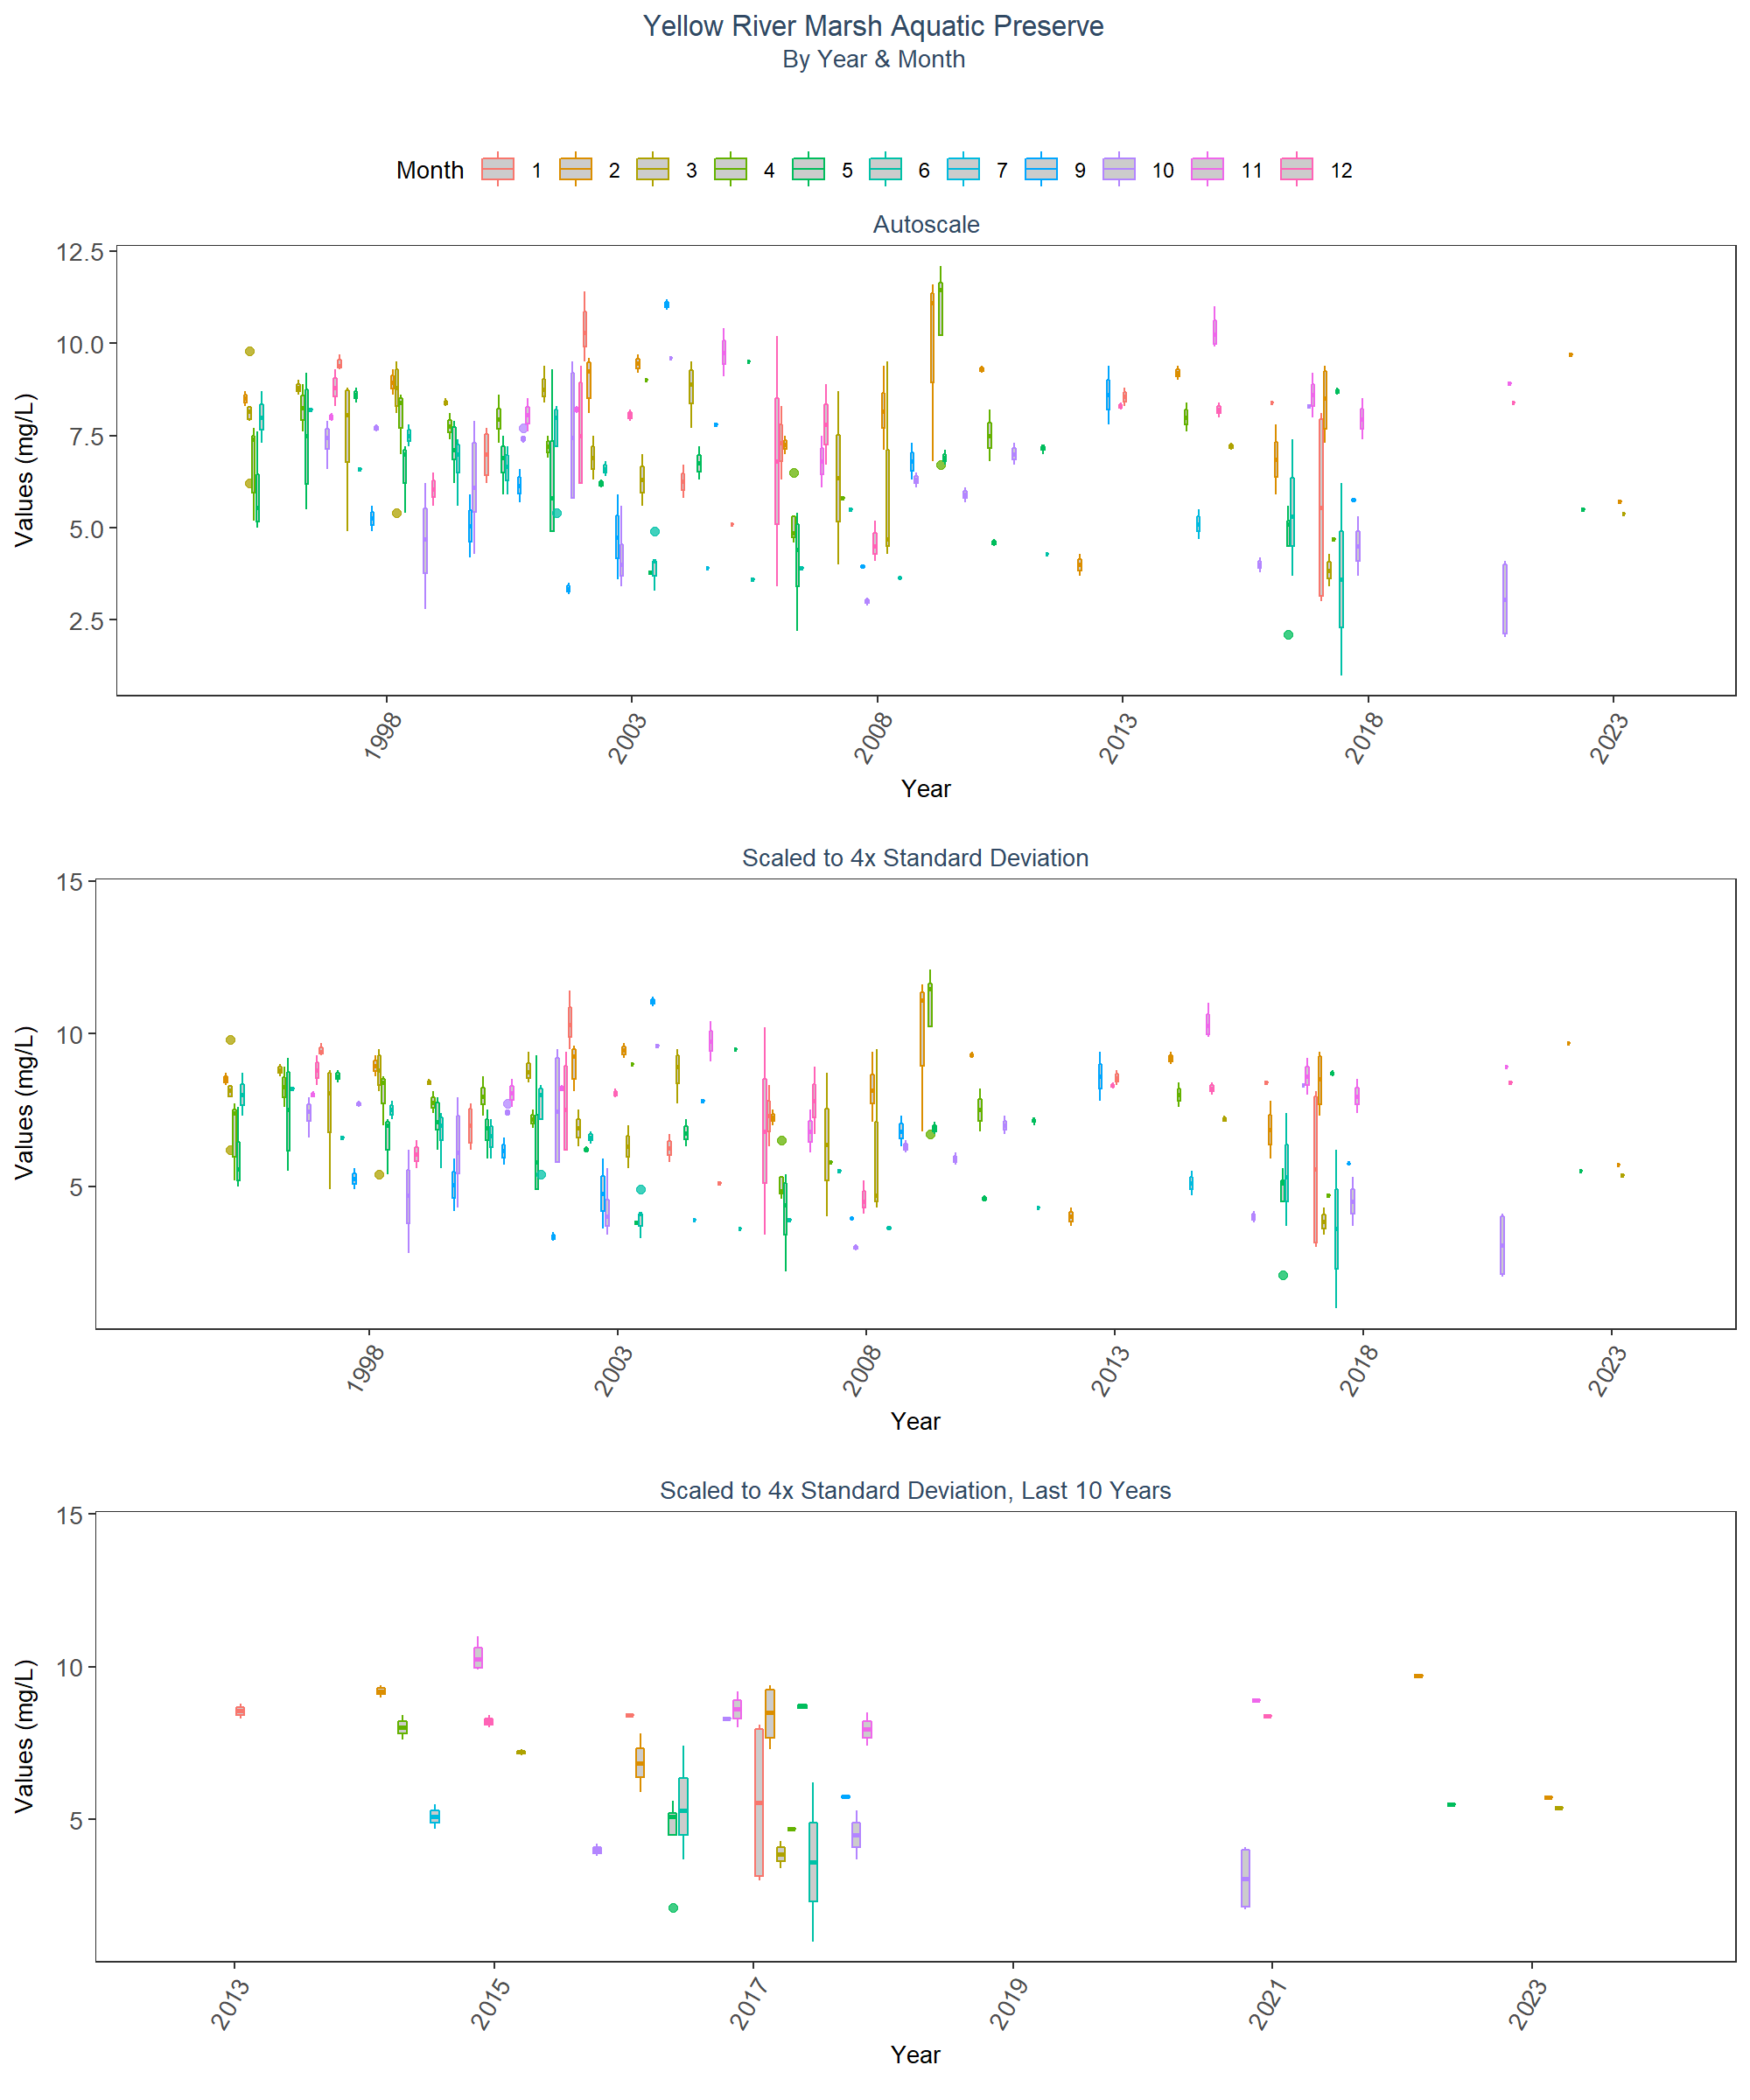 Yellow River Marsh Aquatic Preserve
By Year & Month
Month 1 2 3 4 5 6 7 9 10 11 12
Autoscale
12.5
10.0
7.5
5.0
2.5
Values (mg/L)
1998 2003 2008 2013 2018 2023
Year
Scaled to 4x Standard Deviation
15
10
5
Values (mg/L)
1998 2003 2008 2013 2018 2023
Year
Scaled to 4x Standard Deviation, Last 10 Years
15
10
5
Values (mg/L)
2013 2015 2017 2019 2021 2023
Year